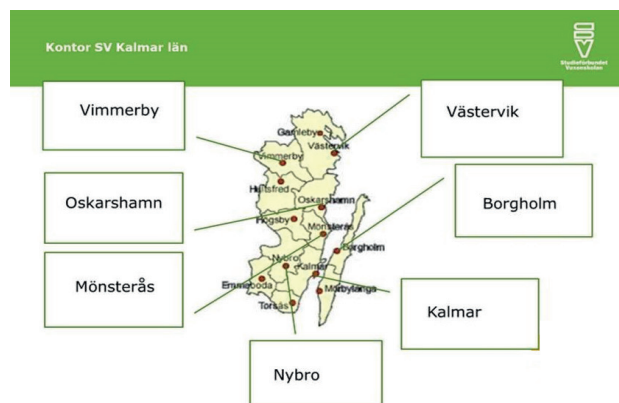 Kontor SV Kalmar län
Studieförbundet
Vuxenskolan
Vimmerby
Västervik
Oskarshamn
Borgholm
Mönsterås
Kalmar
Nybro
Gamleby
Västervik
Vimmerby
Hultsfred
Oskarshamn
Högsby
Mönsterås
Borgholm
Nybro
Kalmar
Emmaboda
Mörbylånga
Torsås